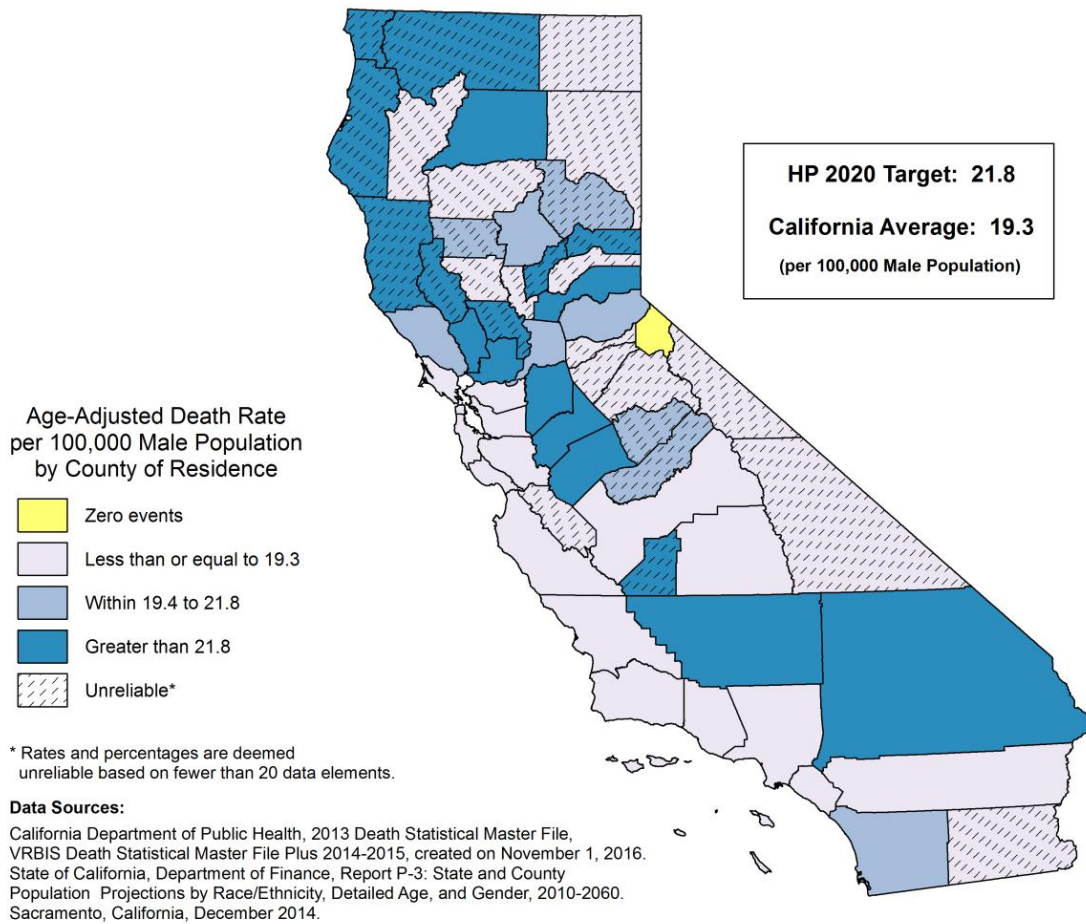 HP 2020 Target: 21.8
California Average: 19.3
(per 100,000 Male Population)
Age-Adjusted Death Rate
per 100,000 Male Population
by County of Residence
Zero events
Less than or equal to 19.3
Within 19.4 to 21.8
Greater than 21.8
Unreliable*
* Rates and percentages are deemed
unreliable based on fewer than 20 data elements.
Data Sources:
California Department of Public Health, 2013 Death Statistical Master File,
VRBIS Death Statistical Master File Plus 2014-2015, created on November 1, 2016.
State of California, Department of Finance, Report P-3: State and County
Population Projections by Race/Ethnicity, Detailed Age, and Gender, 2010-2060.
Sacramento, California, December 2014.